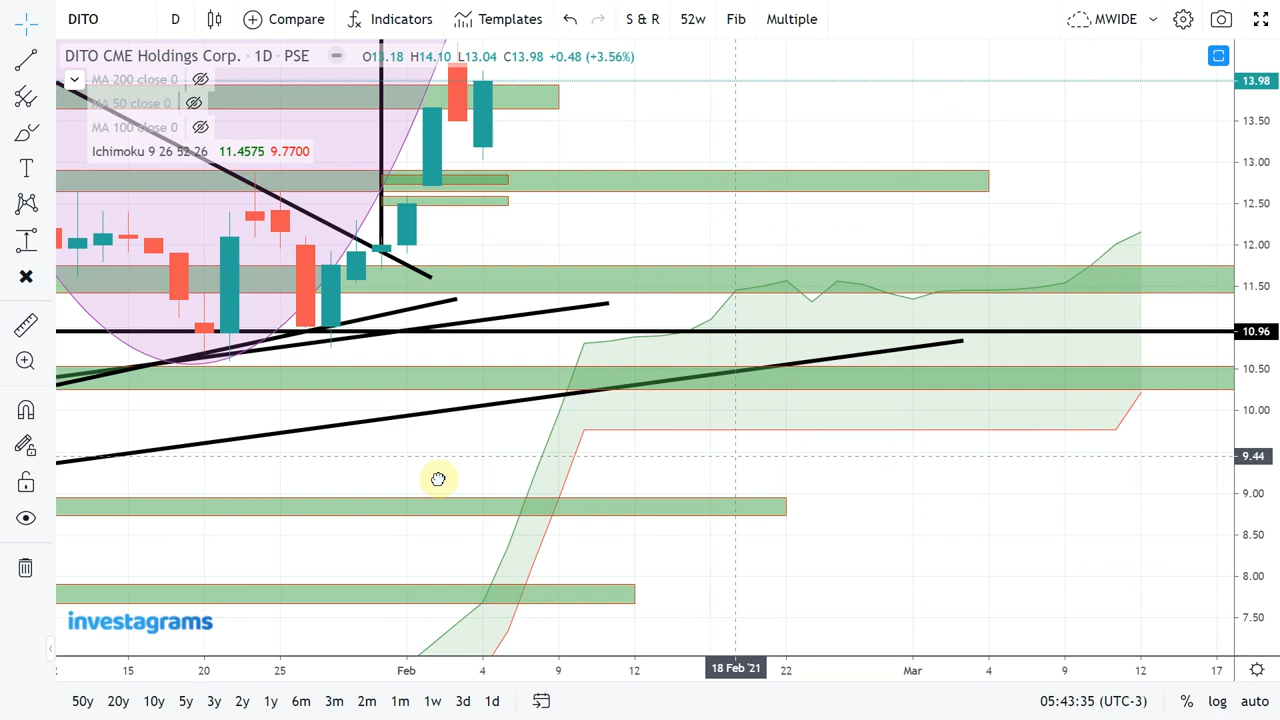 DITO D Compare Indicators Templates S & R 52w Fib Multiple MWIDE
DITO CME Holdings Corp. · 1D · PSE O13.18 H14.10 L13.04 C13.98 +0.48 (+3.56%)
MA 200 close 0
MA 50 close 0
MA 100 close 0
Ichimoku 9 26 52 26 11.4575 9.7700
13.98
13.50
13.00
12.50
12.00
11.50
10.96
10.50
10.00
9.44
9.00
8.50
8.00
7.50
investagrams
15 20 25 Feb 4 9 12 18 Feb '21 22 Mar 4 9 12 17
50y 20y 10y 5y 3y 2y 1y 6m 3m 2m 1m 1w 3d 1d 05:43:35 (UTC-3) % log auto